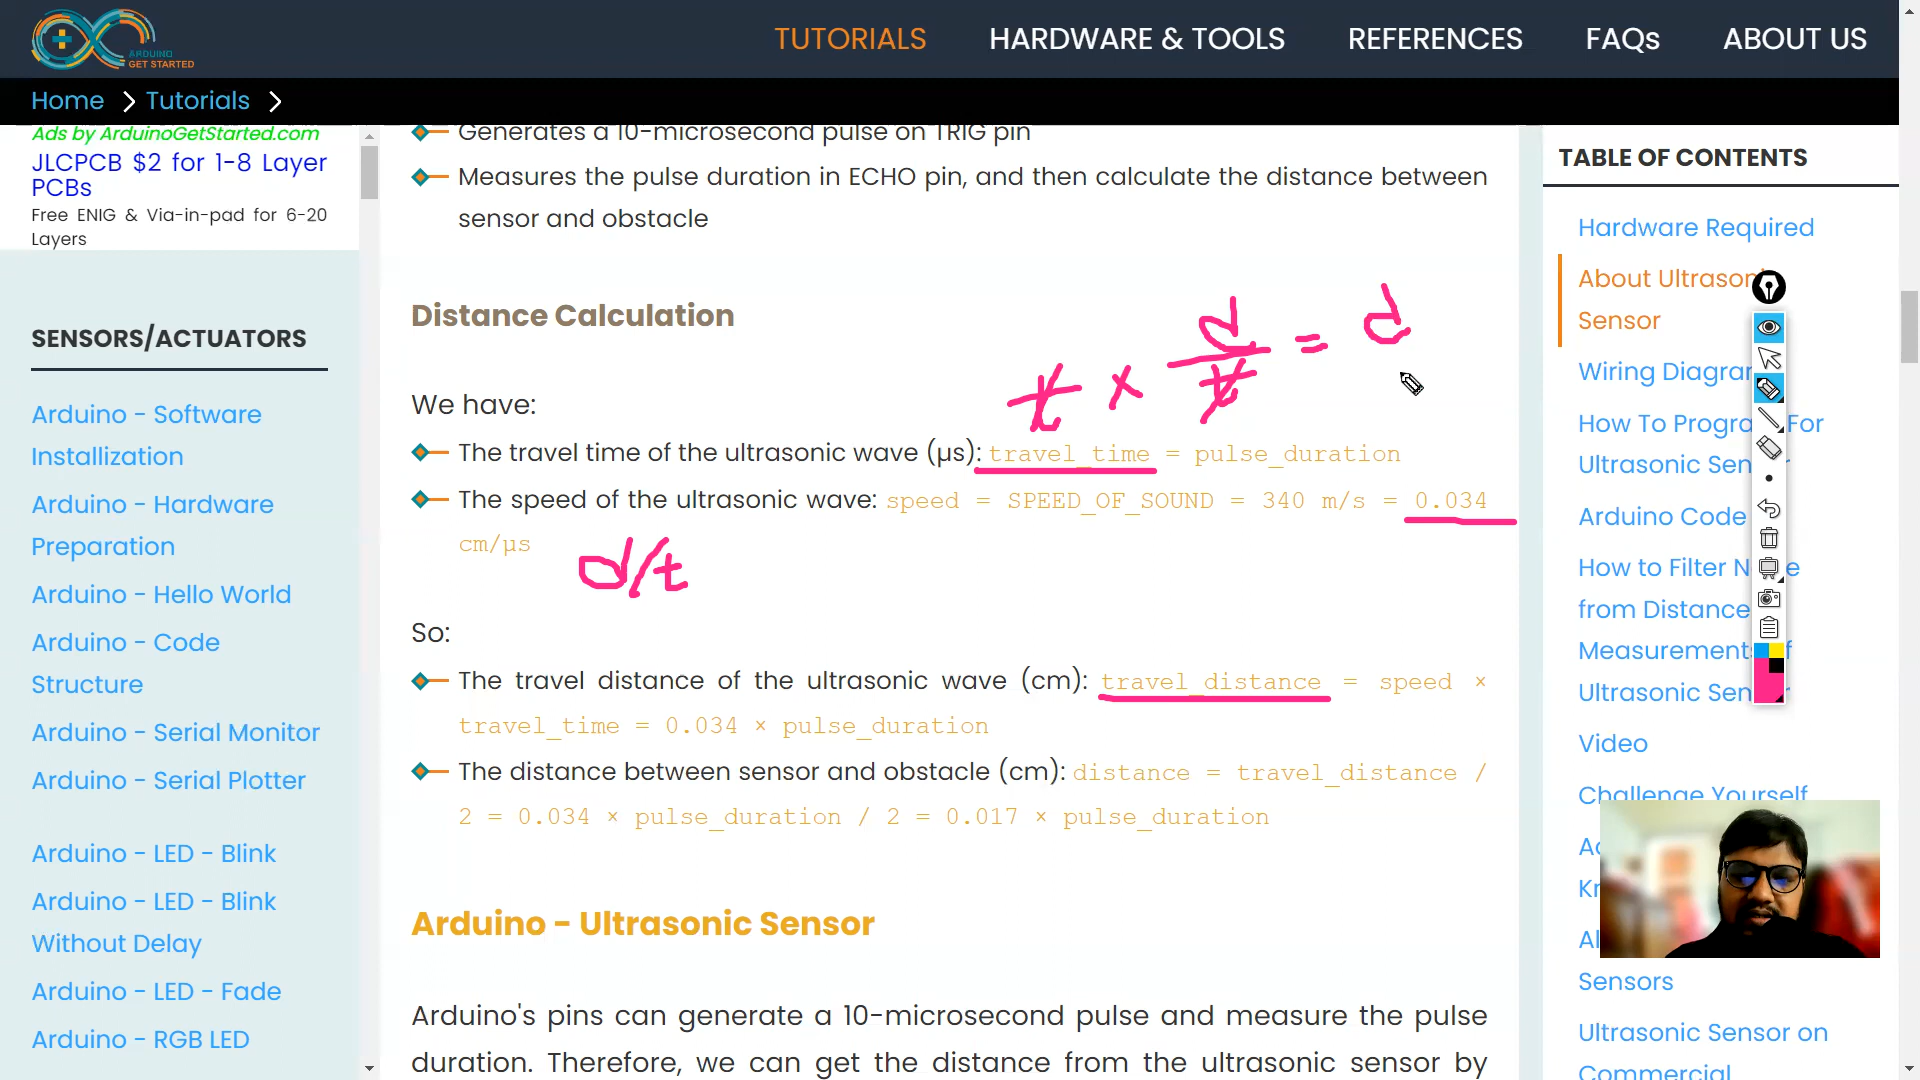 ARDUINO
GET STARTED
TUTORIALS
HARDWARE & TOOLS
REFERENCES
FAQs
ABOUT US
Home
Tutorials
Ads by ArduinoGetStarted.com
JLCPCB $2 for 1-8 Layer
PCBs
Free ENIG & Via-in-pad for 6-20
Layers
SENSORS/ACTUATORS
Arduino - Software
Installization
Arduino - Hardware
Preparation
Arduino - Hello World
Arduino - Code
Structure
Arduino - Serial Monitor
Arduino - Serial Plotter
Arduino - LED - Blink
Arduino - LED - Blink
Without Delay
Arduino - LED - Fade
Arduino - RGB LED
Generates a 10-microsecond pulse on TRIG pin
Measures the pulse duration in ECHO pin, and then calculate the distance between
sensor and obstacle
Distance Calculation
t × d/t = d
We have:
The travel time of the ultrasonic wave (µs): travel_time = pulse_duration
The speed of the ultrasonic wave: speed = SPEED_OF_SOUND = 340 m/s = 0.034
cm/µs
d/t
So:
The travel distance of the ultrasonic wave (cm): travel_distance = speed ×
travel_time = 0.034 × pulse_duration
The distance between sensor and obstacle (cm): distance = travel_distance /
2 = 0.034 × pulse_duration / 2 = 0.017 × pulse_duration
Arduino - Ultrasonic Sensor
Arduino's pins can generate a 10-microsecond pulse and measure the pulse
duration. Therefore, we can get the distance from the ultrasonic sensor by
TABLE OF CONTENTS
Hardware Required
About Ultrasoni
Sensor
Wiring Diagra
How To Progr For
Ultrasonic Sen
Arduino Code
How to Filter N e
from Distance
Measurement f
Ultrasonic Sen
Video
Challenge Yourself
A
K
Al
Sensors
Ultrasonic Sensor on
Commercial